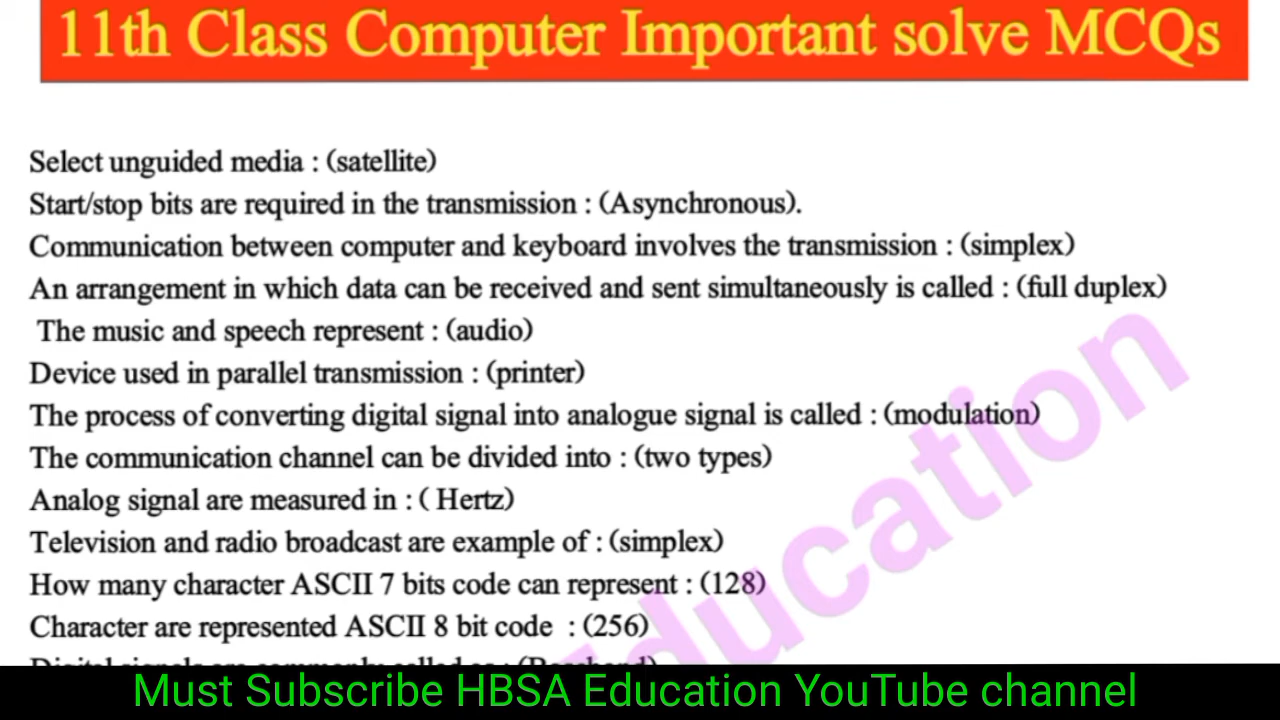 11th Class Computer Important solve MCQs
Select unguided media : (satellite)
Start/stop bits are required in the transmission : (Asynchronous).
Communication between computer and keyboard involves the transmission : (simplex)
An arrangement in which data can be received and sent simultaneously is called : (full duplex)
The music and speech represent : (audio)
Device used in parallel transmission : (printer)
The process of converting digital signal into analogue signal is called : (modulation)
The communication channel can be divided into : (two types)
Analog signal are measured in : ( Hertz)
Television and radio broadcast are example of : (simplex)
How many character ASCII 7 bits code can represent : (128)
Character are represented ASCII 8 bit code : (256)
Education
Must Subscribe HBSA Education YouTube channel